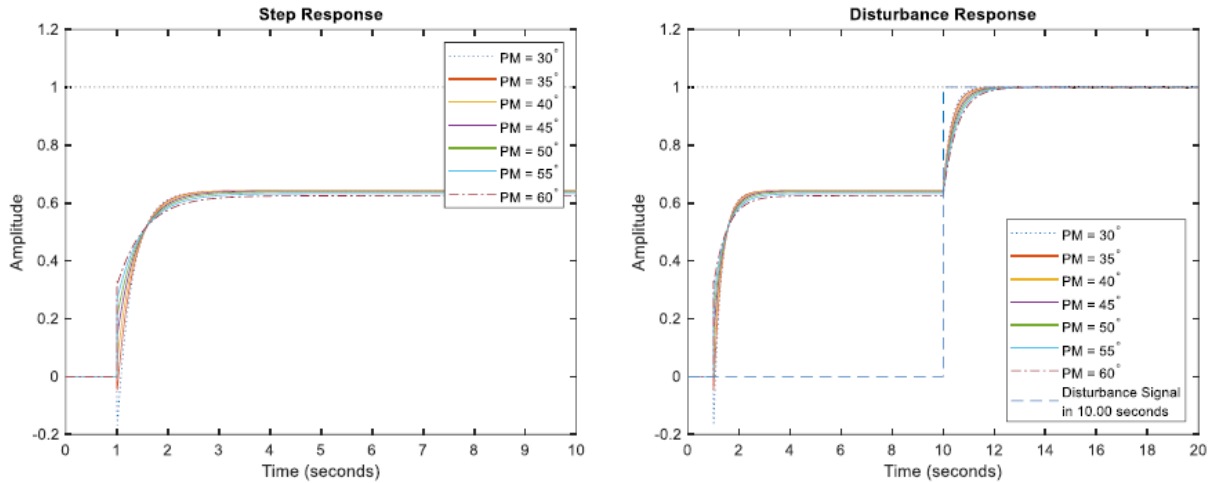 Step Response
1.2
1
0.8
0.6
0.4
0.2
0
-0.2
Amplitude
PM = 30°
PM = 35°
PM = 40°
PM = 45°
PM = 50°
PM = 55°
PM = 60°
0 1 2 3 4 5 6 7 8 9 10
Time (seconds)
Disturbance Response
1.2
1
0.8
0.6
0.4
0.2
0
-0.2
Amplitude
PM = 30°
PM = 35°
PM = 40°
PM = 45°
PM = 50°
PM = 55°
PM = 60°
Disturbance Signal
in 10.00 seconds
0 2 4 6 8 10 12 14 16 18 20
Time (seconds)